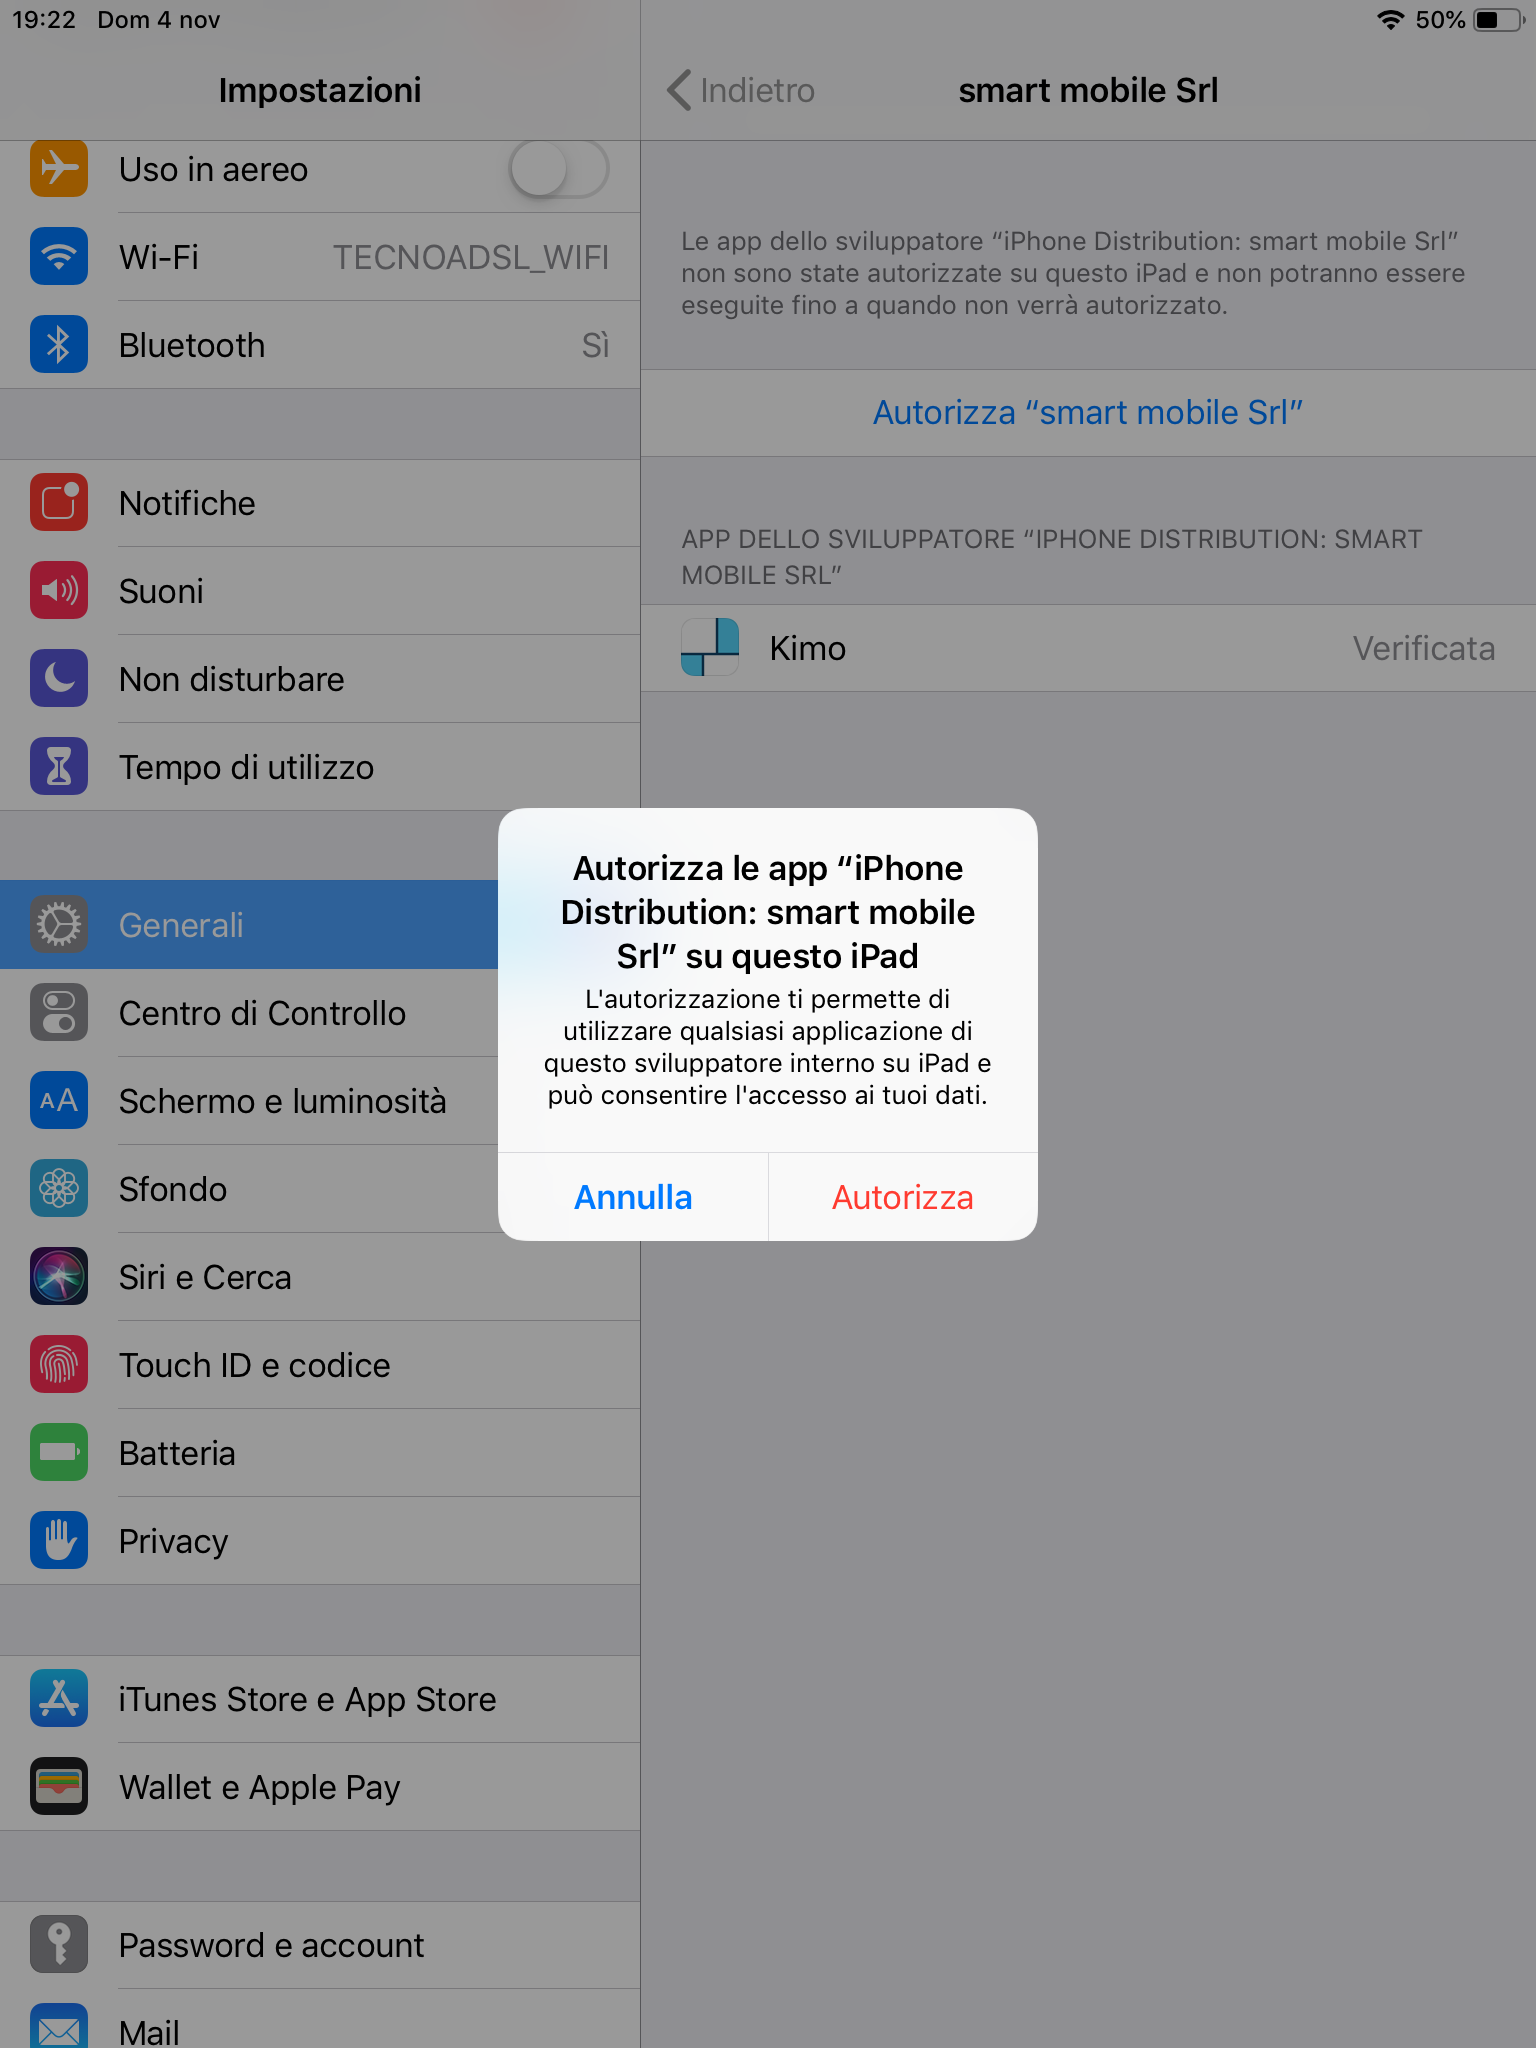 19:22 Dom 4 nov
50%
Impostazioni
Uso in aereo
Wi-Fi TECNOADSL_WIFI
Bluetooth Sì
Notifiche
Suoni
Non disturbare
Tempo di utilizzo
Generali
Centro di Controllo
AA Schermo e luminosità
Sfondo
Siri e Cerca
Touch ID e codice
Batteria
Privacy
iTunes Store e App Store
Wallet e Apple Pay
Password e account
Mail
Indietro
smart mobile Srl
Le app dello sviluppatore “iPhone Distribution: smart mobile Srl”
non sono state autorizzate su questo iPad e non potranno essere
eseguite fino a quando non verrà autorizzato.
Autorizza “smart mobile Srl”
APP DELLO SVILUPPATORE “IPHONE DISTRIBUTION: SMART
MOBILE SRL”
Kimo Verificata
Autorizza le app “iPhone
Distribution: smart mobile
Srl” su questo iPad
L'autorizzazione ti permette di
utilizzare qualsiasi applicazione di
questo sviluppatore interno su iPad e
può consentire l'accesso ai tuoi dati.
Annulla Autorizza